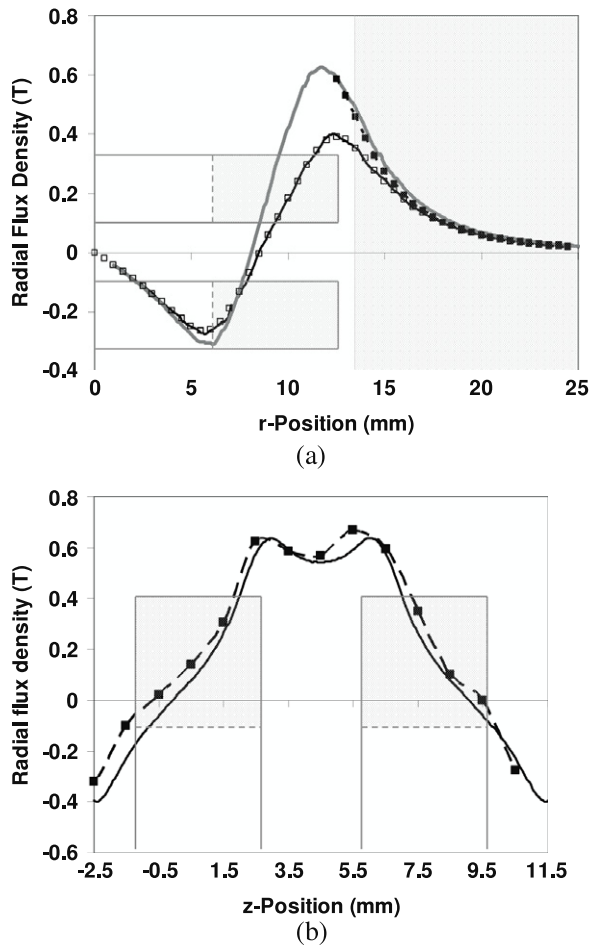 (a)
Radial Flux Density (T)
0.8
0.6
0.4
0.2
0
-0.2
-0.4
0 5 10 15 20 25
r-Position (mm)
(a)
Radial flux density (T)
0.8
0.6
0.4
0.2
0
-0.2
-0.4
-0.6
-2.5 -0.5 1.5 3.5 5.5 7.5 9.5 11.5
z-Position (mm)
(b)